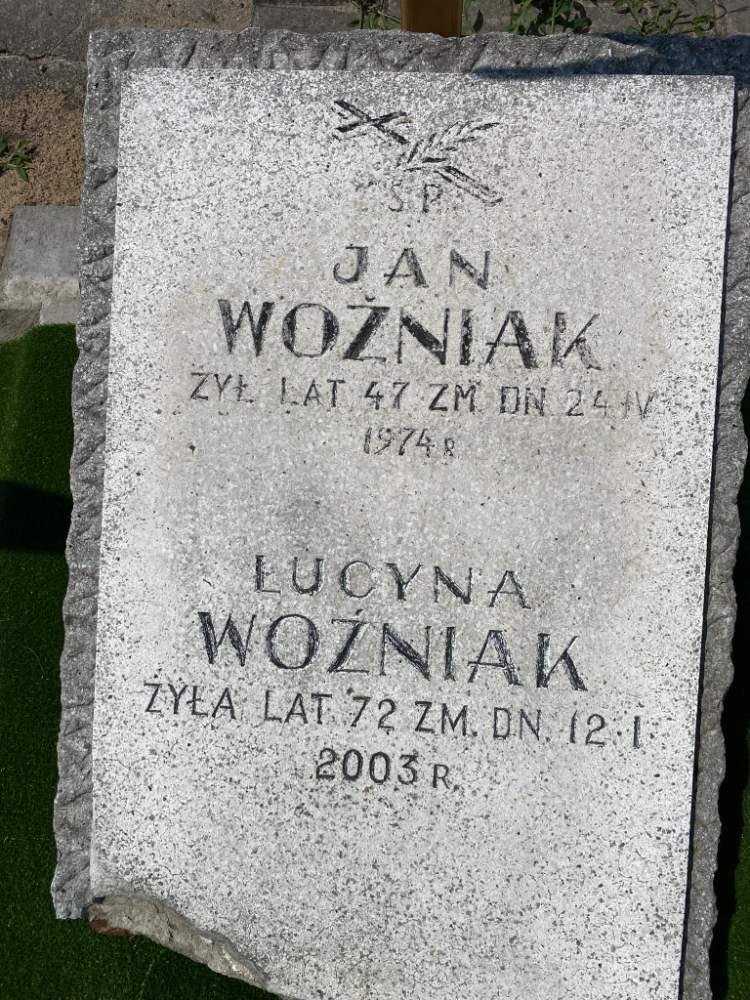 Ś.P.
JAN
WOŹNIAK
ŻYŁ LAT 47 ZM DN 24 IV
1974 R
ŁUCYNA
WOŹNIAK
ŻYŁA LAT 72 ZM. DN. 12·I
2003 R.